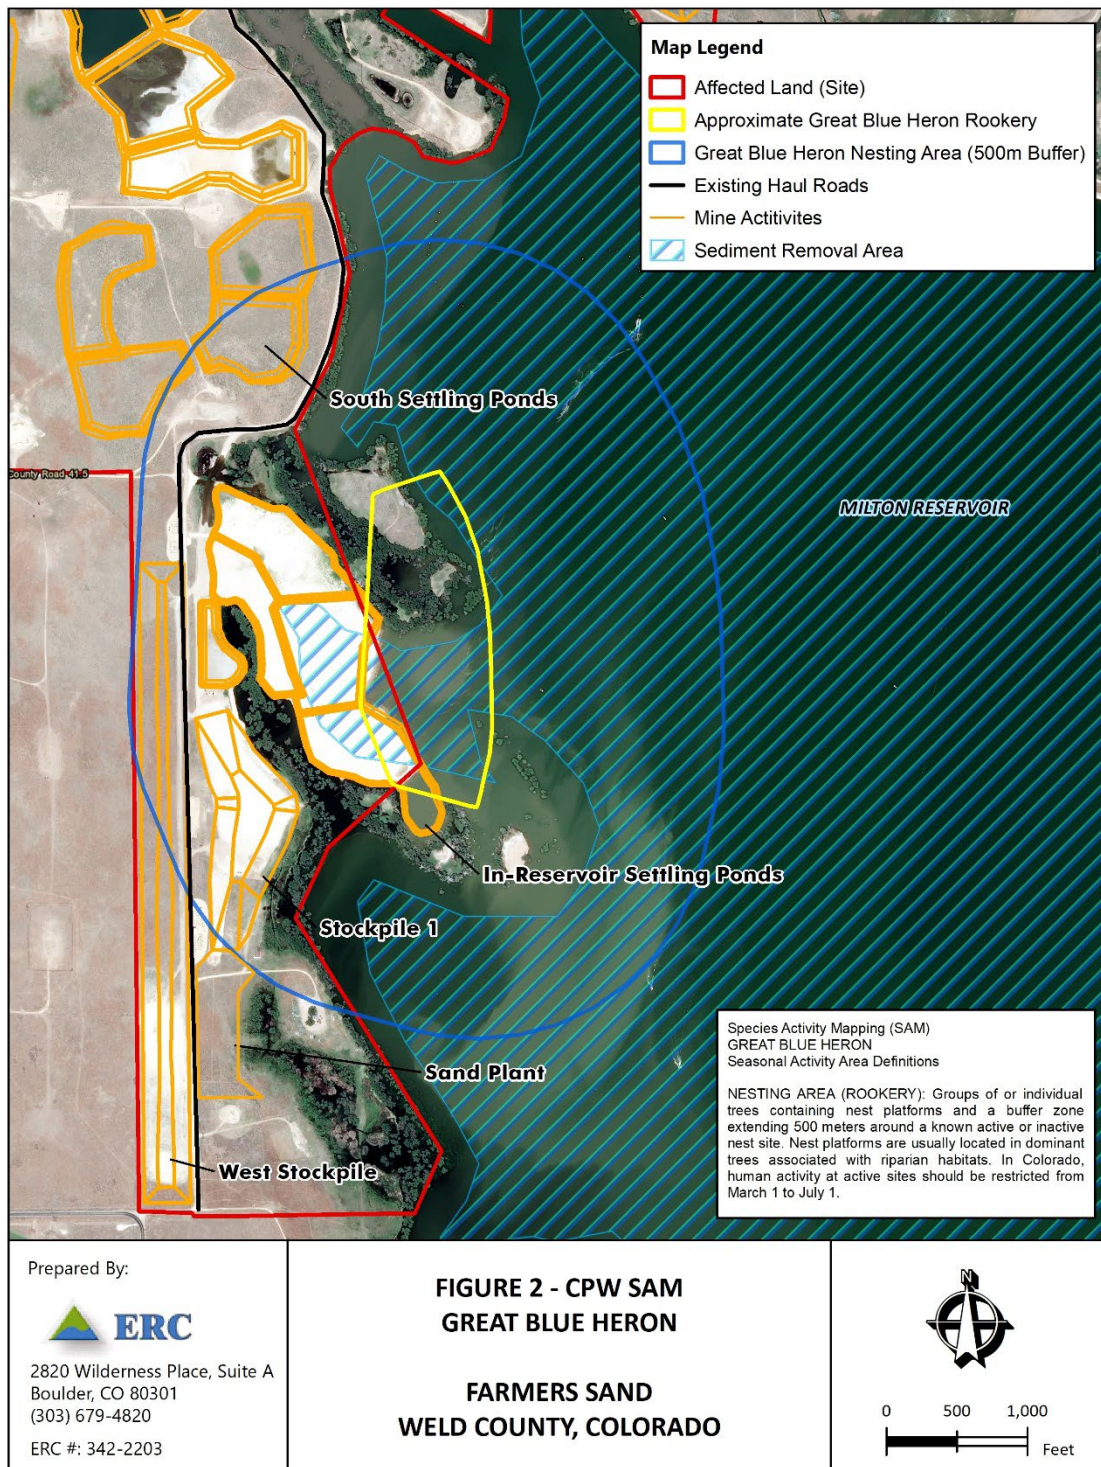 Map Legend
Affected Land (Site)
Approximate Great Blue Heron Rookery
Great Blue Heron Nesting Area (500m Buffer)
Existing Haul Roads
Mine Actitivites
Sediment Removal Area
South Settling Ponds
County Road 41.5
MILTON RESERVOIR
In-Reservoir Settling Ponds
Stockpile 1
Sand Plant
West Stockpile
Species Activity Mapping (SAM)
GREAT BLUE HERON
Seasonal Activity Area Definitions
NESTING AREA (ROOKERY): Groups of or individual
trees containing nest platforms and a buffer zone
extending 500 meters around a known active or inactive
nest site. Nest platforms are usually located in dominant
trees associated with riparian habitats. In Colorado,
human activity at active sites should be restricted from
March 1 to July 1.
Prepared By:
ERC
2820 Wilderness Place, Suite A
Boulder, CO 80301
(303) 679-4820
ERC #: 342-2203
FIGURE 2 - CPW SAM
GREAT BLUE HERON
FARMERS SAND
WELD COUNTY, COLORADO
N
0 500 1,000
Feet